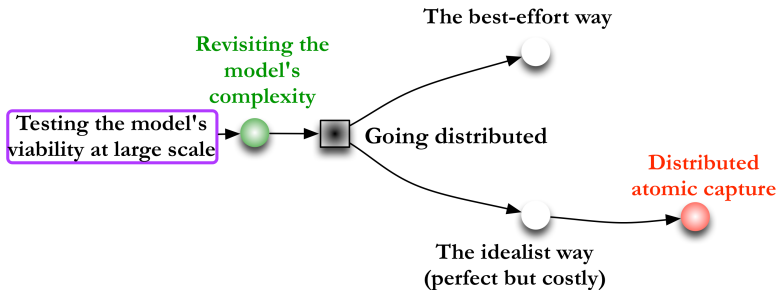 The best-effort way
Revisiting the
model's
complexity
Testing the model's
viability at large scale
Going distributed
Distributed
atomic capture
The idealist way
(perfect but costly)